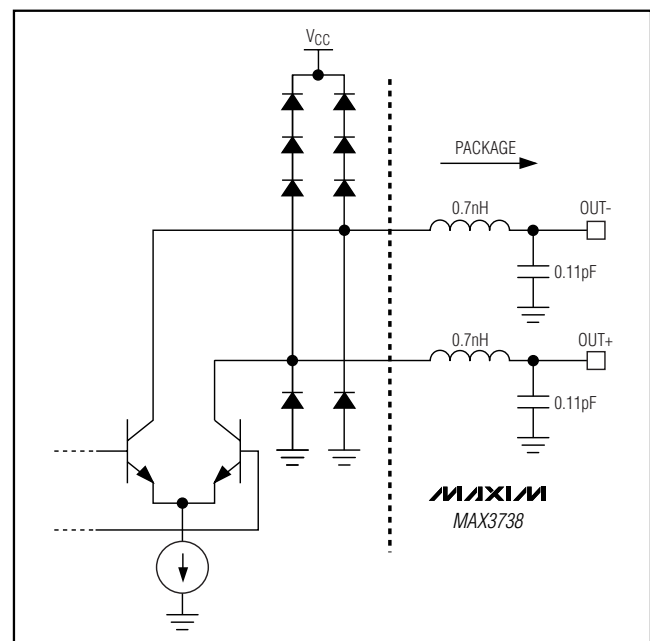 VCC
PACKAGE
0.7nH
OUT-
0.11pF
0.7nH
OUT+
0.11pF
MAXIM
MAX3738